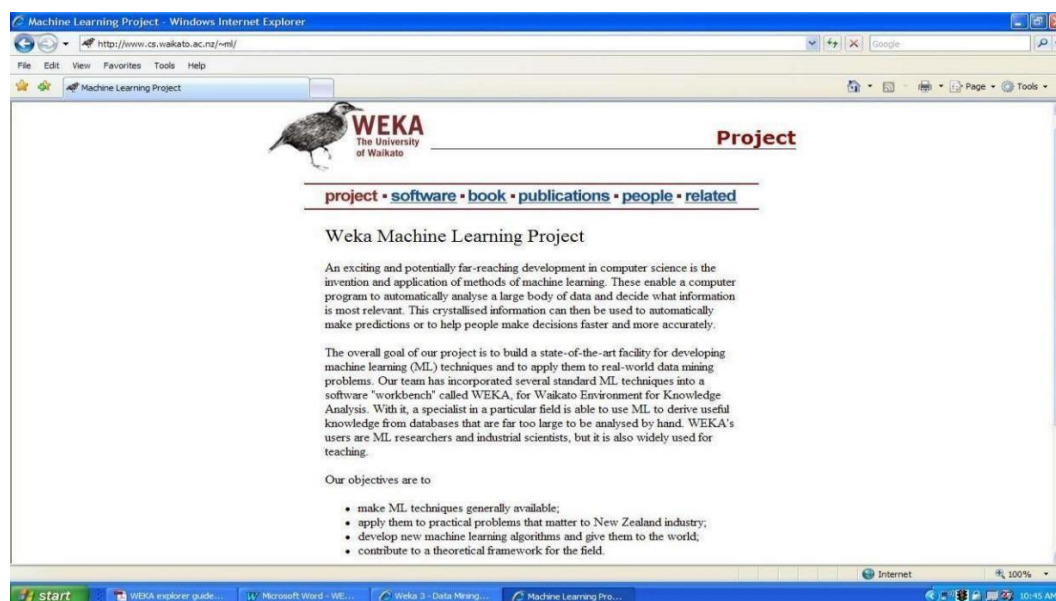 Machine Learning Project - Windows Internet Explorer
http://www.cs.waikato.ac.nz/~ml/
Google
File Edit View Favorites Tools Help
Machine Learning Project
Page Tools
WEKA
The University
of Waikato
Project
project software book publications people related
Weka Machine Learning Project
An exciting and potentially far-reaching development in computer science is the
invention and application of methods of machine learning. These enable a computer
program to automatically analyse a large body of data and decide what information
is most relevant. This crystallised information can then be used to automatically
make predictions or to help people make decisions faster and more accurately.
The overall goal of our project is to build a state-of-the-art facility for developing
machine learning (ML) techniques and to apply them to real-world data mining
problems. Our team has incorporated several standard ML techniques into a
software "workbench" called WEKA, for Waikato Environment for Knowledge
Analysis. With it, a specialist in a particular field is able to use ML to derive useful
knowledge from databases that are far too large to be analysed by hand. WEKA's
users are ML researchers and industrial scientists, but it is also widely used for
teaching.
Our objectives are to
• make ML techniques generally available;
• apply them to practical problems that matter to New Zealand industry;
• develop new machine learning algorithms and give them to the world;
• contribute to a theoretical framework for the field.
Internet 100%
start WEKA explorer guide... Microsoft Word - WE... Weka 3 - Data Mining... Machine Learning Pro... 10:45 AM